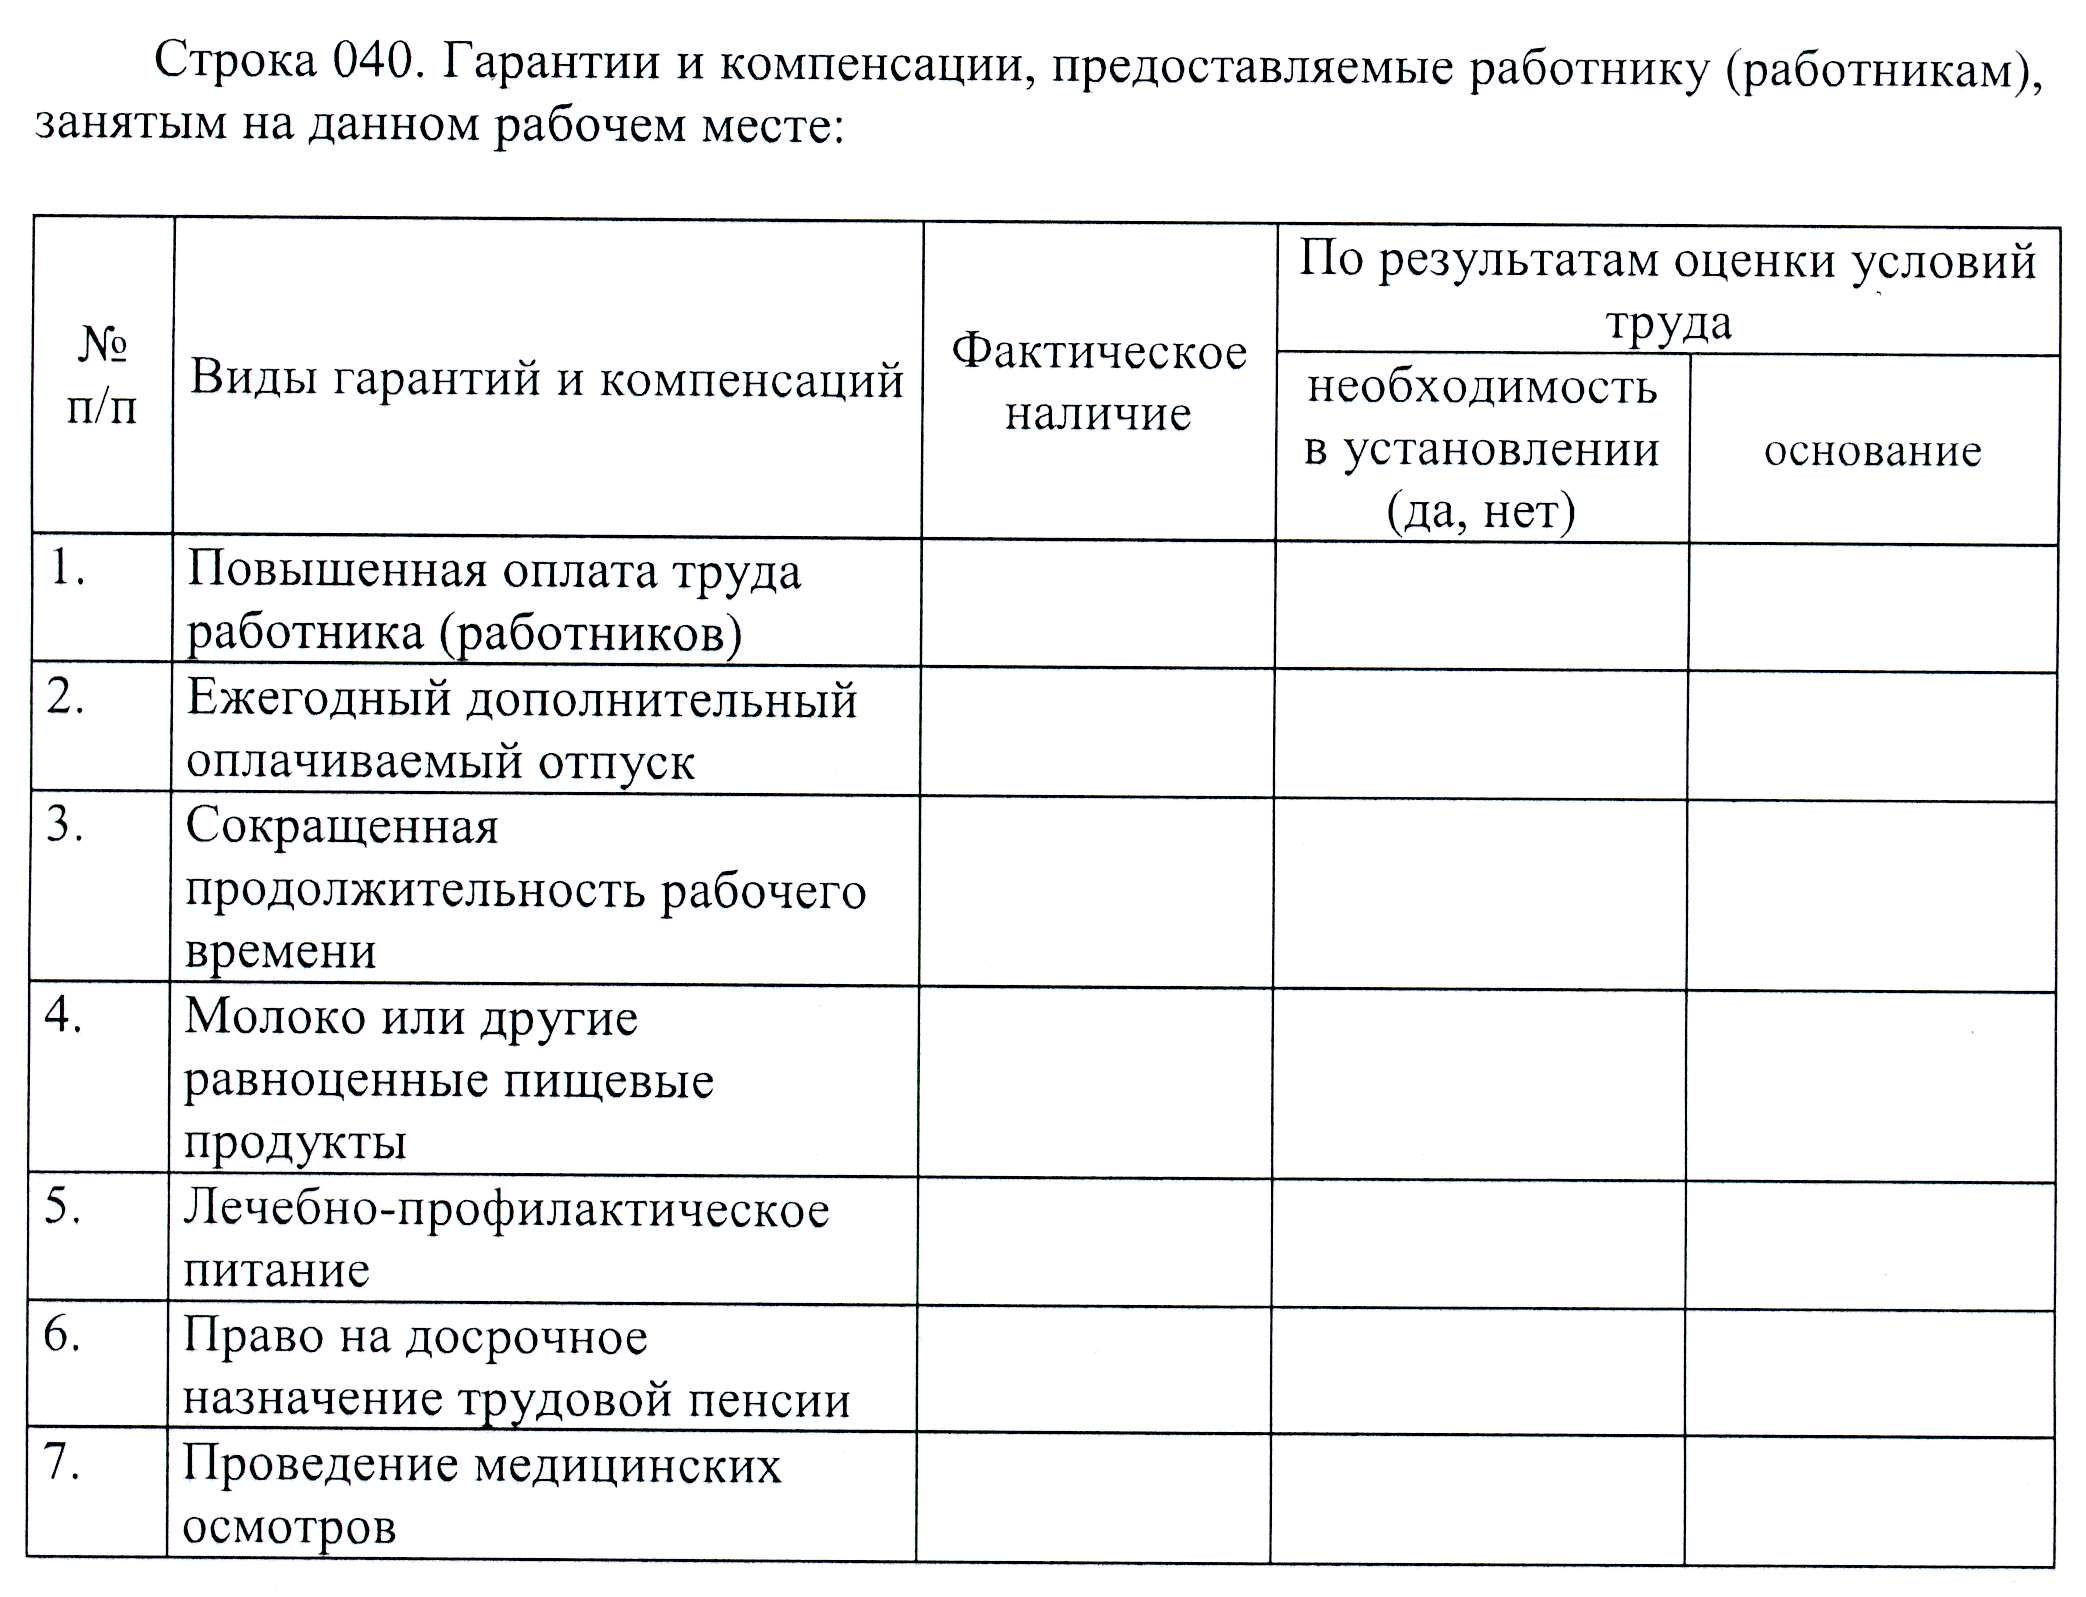 Строка 040. Гарантии и компенсации, предоставляемые работнику (работникам),
занятым на данном рабочем месте:
№
п/п
Виды гарантий и компенсаций
Фактическое
наличие
По результатам оценки условий
труда
необходимость
в установлении
(да, нет)
основание
1.
Повышенная оплата труда
работника (работников)
2.
Ежегодный дополнительный
оплачиваемый отпуск
3.
Сокращенная
продолжительность рабочего
времени
4.
Молоко или другие
равноценные пищевые
продукты
5.
Лечебно-профилактическое
питание
6.
Право на досрочное
назначение трудовой пенсии
7.
Проведение медицинских
осмотров